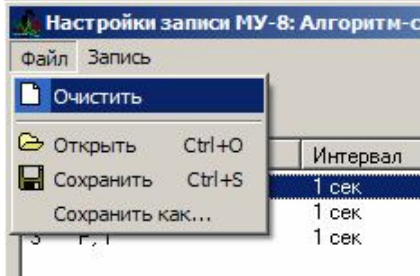 Настройки записи МУ-8: Алгоритм-с
Файл Запись
Очистить
Открыть Ctrl+O
Интервал
Сохранить Ctrl+S
1 сек
Сохранить как...
1 сек
1 сек